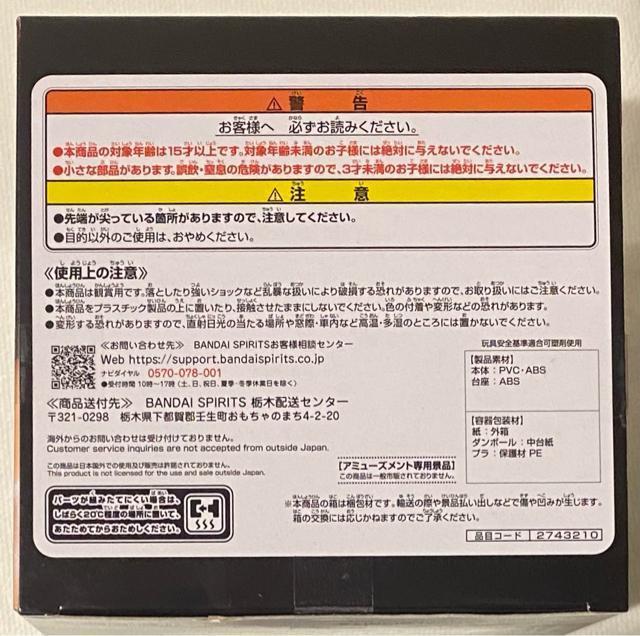 ⚠警告
お客様へ 必ずお読みください。
●本商品の対象年齢は15才以上です。対象年齢未満のお子様には絶対に与えないでください。
●小さな部品があります。誤飲・窒息の危険がありますので、3才未満のお子様には絶対に与えないでください。
⚠注意
●先端が尖っている箇所がありますので、注意してください。
●目的以外のご使用は、おやめください。
《使用上の注意》
●本商品は観賞用です。落としたり強いショックなど乱暴な扱いにより破損する恐れがありますので、お取り扱いにはご注意ください。
●本商品をプラスチック製品の上に置いたり、接触させたままにしないでください。色の付着や変形などの恐れがあります。
●変形する恐れがありますので、直射日光の当たる場所や窓際・車内など高温・多湿のところには置かないでください。
≪お問い合わせ先≫ BANDAI SPIRITSお客様相談センター
Web https://support.bandaispirits.co.jp
ナビダイヤル 0570-078-001
●受付時間 10時〜17時（土、日、祝日、夏季・冬季休業日を除く）
≪商品送付先≫ BANDAI SPIRITS 栃木配送センター
〒321-0298 栃木県下都賀郡壬生町おもちゃのまち4-2-20
海外からのお問い合わせは受け付けておりません。
Customer service inquiries are not accepted from outside Japan.
この商品は日本国外での使用及び販売は許諾されておりません。
This product is not licensed for the use and sale outside Japan.
【アミューズメント専用景品】
この商品は一般市販されておりません。
玩具安全基準適合可塑剤使用
【製品素材】
本体：PVC・ABS
台座：ABS
【容器包装材】
紙：外箱
ダンボール：中台紙
プラ：保護材 PE
パーツが組みたてにくい場合は、
しばらく20℃程度の場所に置いて、
あたためてからおためしください。
※本商品の箱は梱包材です。輸送の際や景品払い出しなどで傷や凹みが生じます。
箱の交換には応じかねますのでご了承ください。
品目コード 2743210